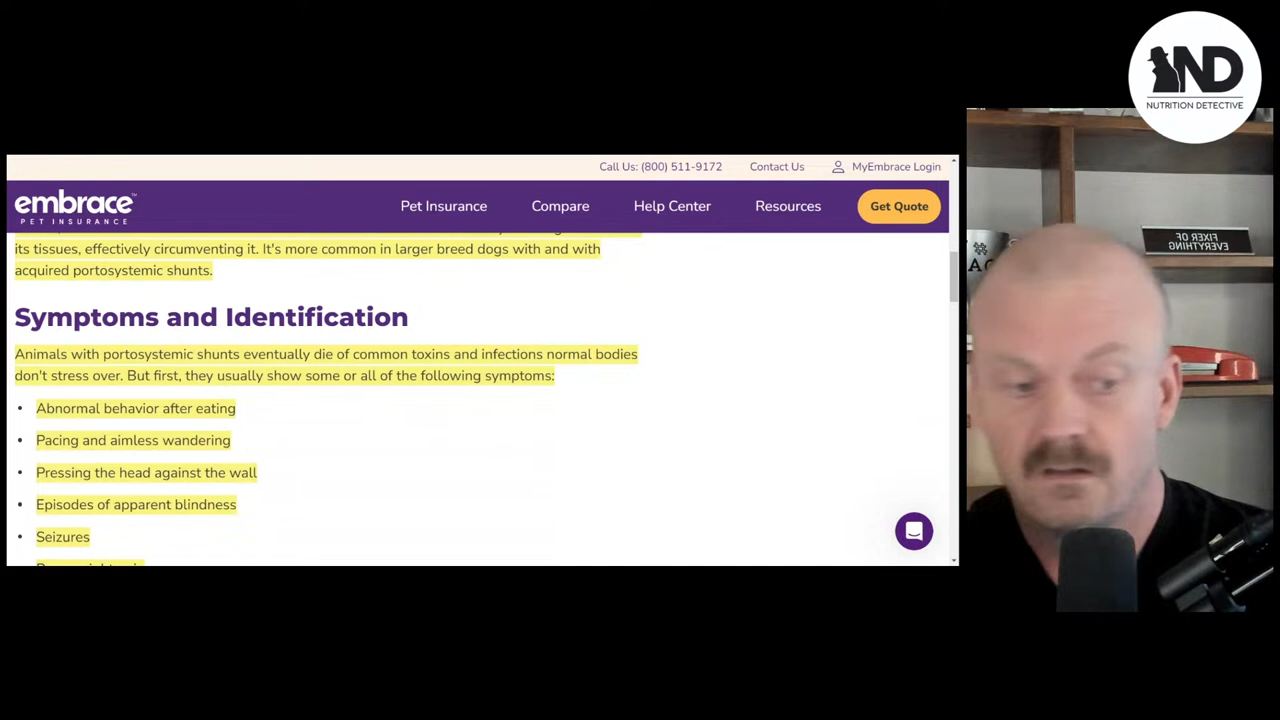 ND
NUTRITION DETECTIVE
Call Us: (800) 511-9172 Contact Us MyEmbrace Login
embrace™
PET INSURANCE
Pet Insurance Compare Help Center Resources Get Quote
its tissues, effectively circumventing it. It's more common in larger breed dogs with and with
acquired portosystemic shunts.
Symptoms and Identification
Animals with portosystemic shunts eventually die of common toxins and infections normal bodies
don't stress over. But first, they usually show some or all of the following symptoms:
• Abnormal behavior after eating
• Pacing and aimless wandering
• Pressing the head against the wall
• Episodes of apparent blindness
• Seizures
FIXER OF
EVERYTHING